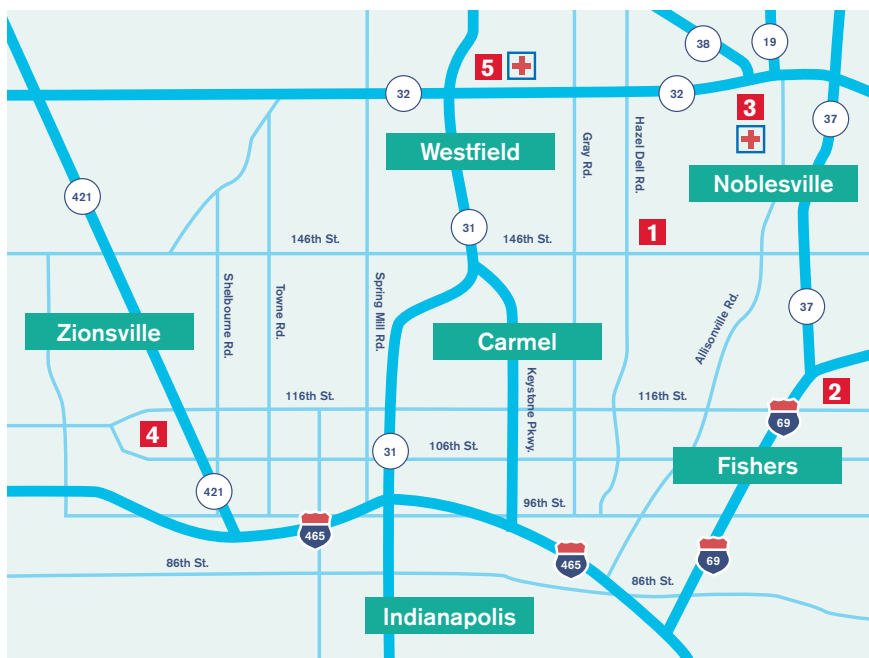 38
19
5
32
32
3
37
Hazel Dell Rd.
Gray Rd.
Westfield
Noblesville
421
31
1
146th St.
146th St.
Shelbourne Rd.
Towne Rd.
Spring Mill Rd.
Allisonville Rd.
37
Zionsville
Carmel
Keystone Pkwy.
116th St.
116th St.
2
69
4
31
106th St.
Fishers
421
96th St.
465
465
69
86th St.
86th St.
Indianapolis